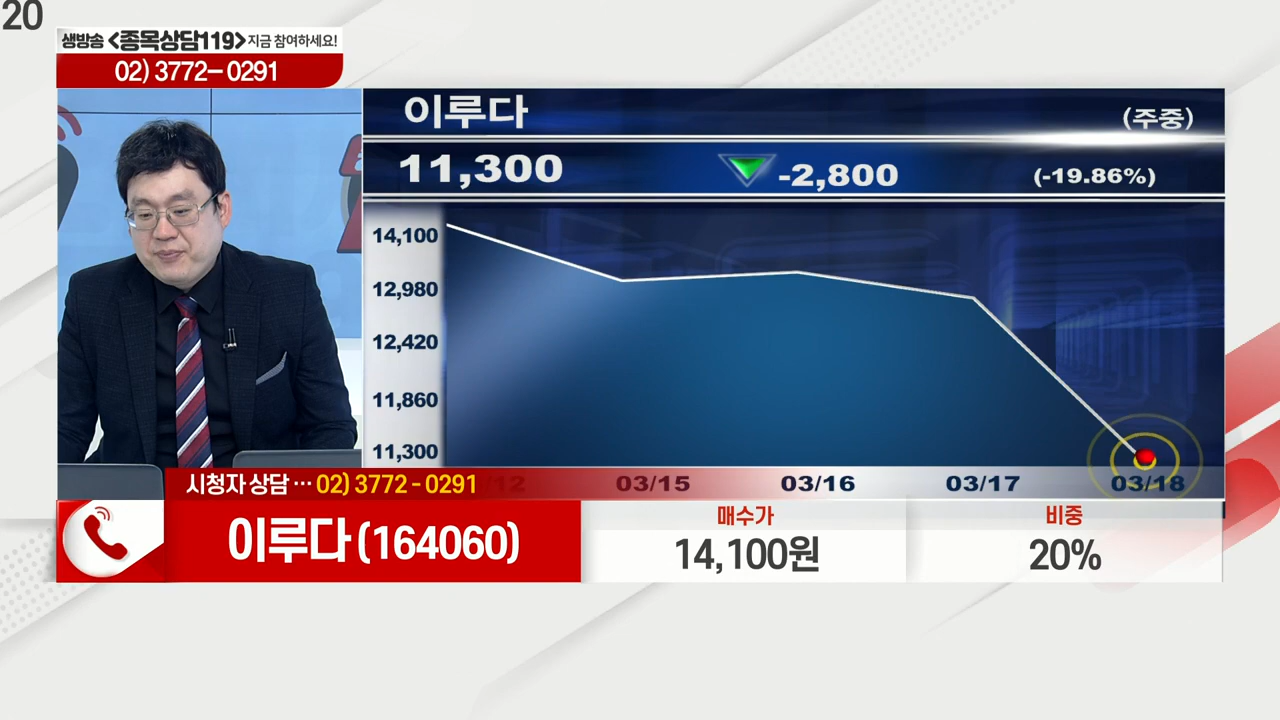 20
생방송 <종목상담119> 지금 참여하세요!
02) 3772-0291
이루다 (주중)
11,300 -2,800 (-19.86%)
14,100
12,980
12,420
11,860
11,300
시청자 상담 … 02) 3772 - 0291
/12 03/15 03/16 03/17 03/18
이루다 (164060)
매수가 비중
14,100원 20%